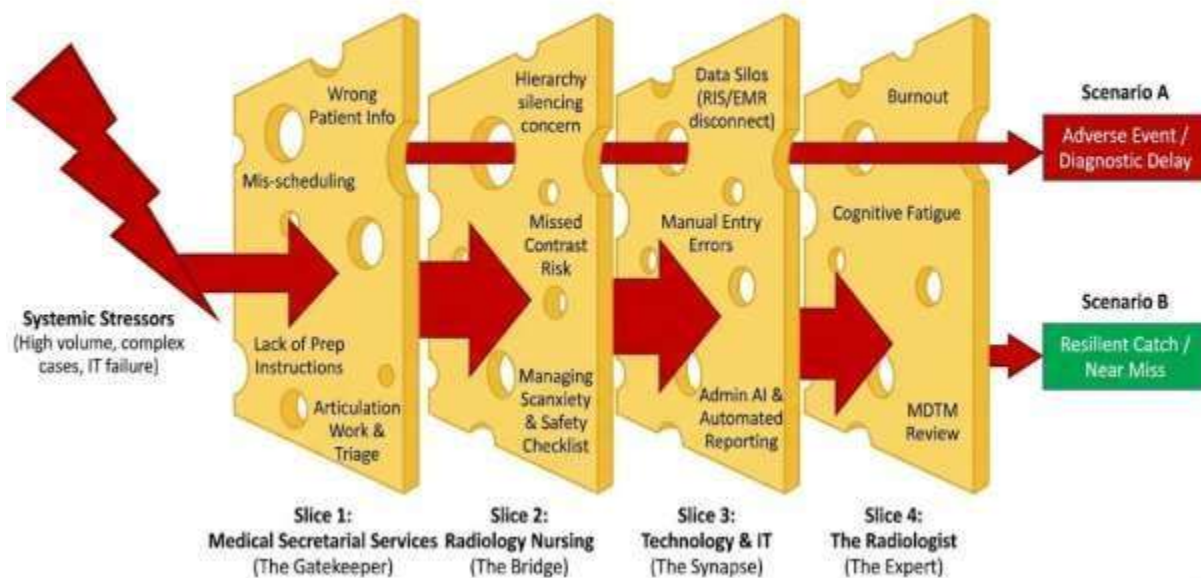 Systemic Stressors
(High volume, complex
cases, IT failure)
Wrong
Patient Info
Mis-scheduling
Lack of Prep
Instructions
Articulation
Work &
Triage
Slice 1:
Medical Secretarial Services
(The Gatekeeper)
Hierarchy
silencing
concern
Missed
Contrast
Risk
Managing
Scanxiety
& Safety
Checklist
Slice 2:
Radiology Nursing
(The Bridge)
Data Silos
(RIS/EMR
disconnect)
Manual Entry
Errors
Admin AI &
Automated
Reporting
Slice 3:
Technology & IT
(The Synapse)
Burnout
Cognitive Fatigue
MDTM
Review
Slice 4:
The Radiologist
(The Expert)
Scenario A
Adverse Event /
Diagnostic Delay
Scenario B
Resilient Catch /
Near Miss